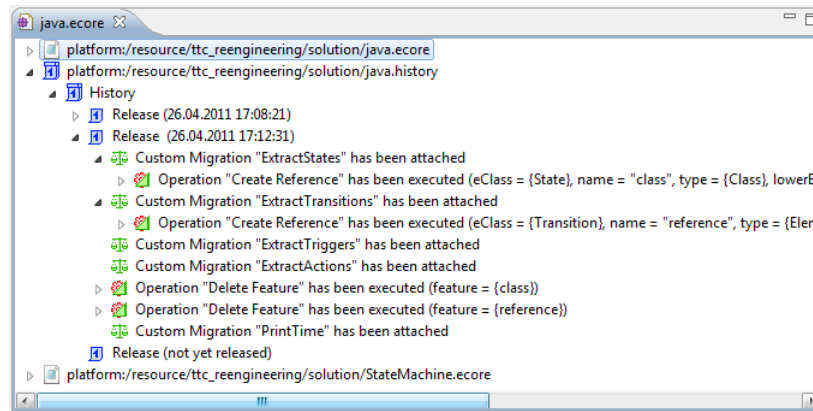 java.ecore
platform:/resource/ttc_reengineering/solution/java.ecore
platform:/resource/ttc_reengineering/solution/java.history
History
Release (26.04.2011 17:08:21)
Release (26.04.2011 17:12:31)
Custom Migration "ExtractStates" has been attached
Operation "Create Reference" has been executed (eClass = {State}, name = "class", type = {Class}, lowerB
Custom Migration "ExtractTransitions" has been attached
Operation "Create Reference" has been executed (eClass = {Transition}, name = "reference", type = {Elen
Custom Migration "ExtractTriggers" has been attached
Custom Migration "ExtractActions" has been attached
Operation "Delete Feature" has been executed (feature = {class})
Operation "Delete Feature" has been executed (feature = {reference})
Custom Migration "PrintTime" has been attached
Release (not yet released)
platform:/resource/ttc_reengineering/solution/StateMachine.ecore